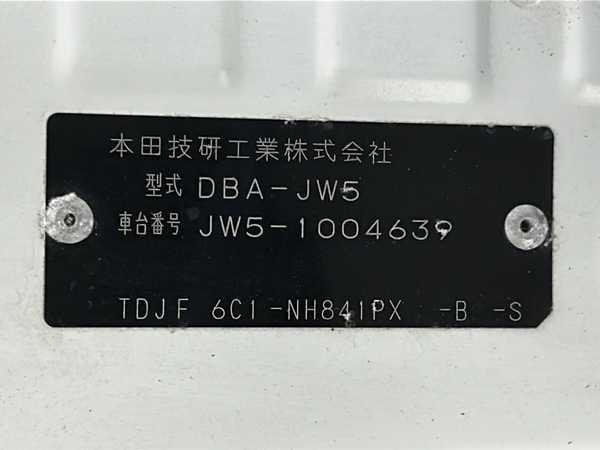 本田技研工業株式会社
型式 DBA-JW5
車台番号 JW5-1004639
TDJF 6C1-NH841PX -B -S